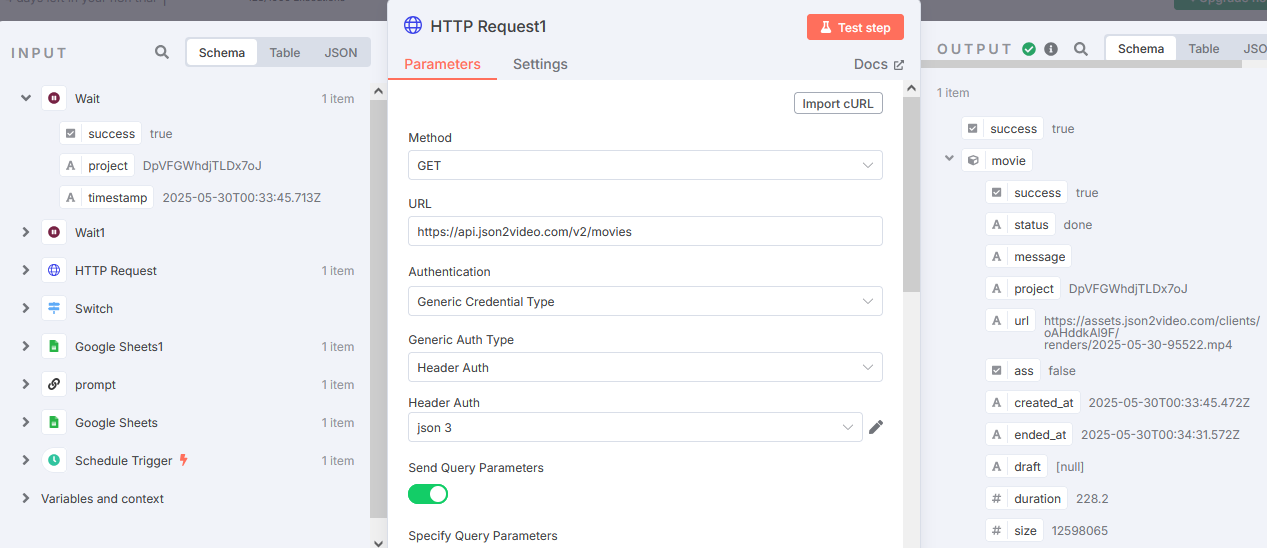 HTTP Request1
Test step
INPUT
Schema
Table
JSON
Parameters
Settings
Docs
OUTPUT
Schema
Table
Wait
1 item
success
true
project
DpVFGWhdjTLDx7oJ
timestamp
2025-05-30T00:33:45.713Z
Wait1
HTTP Request
1 item
Switch
Google Sheets1
1 item
prompt
1 item
Google Sheets
1 item
Schedule Trigger
1 item
Variables and context
Import cURL
Method
GET
URL
https://api.json2video.com/v2/movies
Authentication
Generic Credential Type
Generic Auth Type
Header Auth
Header Auth
json 3
Send Query Parameters
Specify Query Parameters
1 item
success
true
movie
success
true
status
done
message
project
DpVFGWhdjTLDx7oJ
url
https://assets.json2video.com/clients/
oAHddkAl9F/
renders/2025-05-30-95522.mp4
ass
false
created_at
2025-05-30T00:33:45.472Z
ended_at
2025-05-30T00:34:31.572Z
draft
[null]
duration
228.2
size
12598065